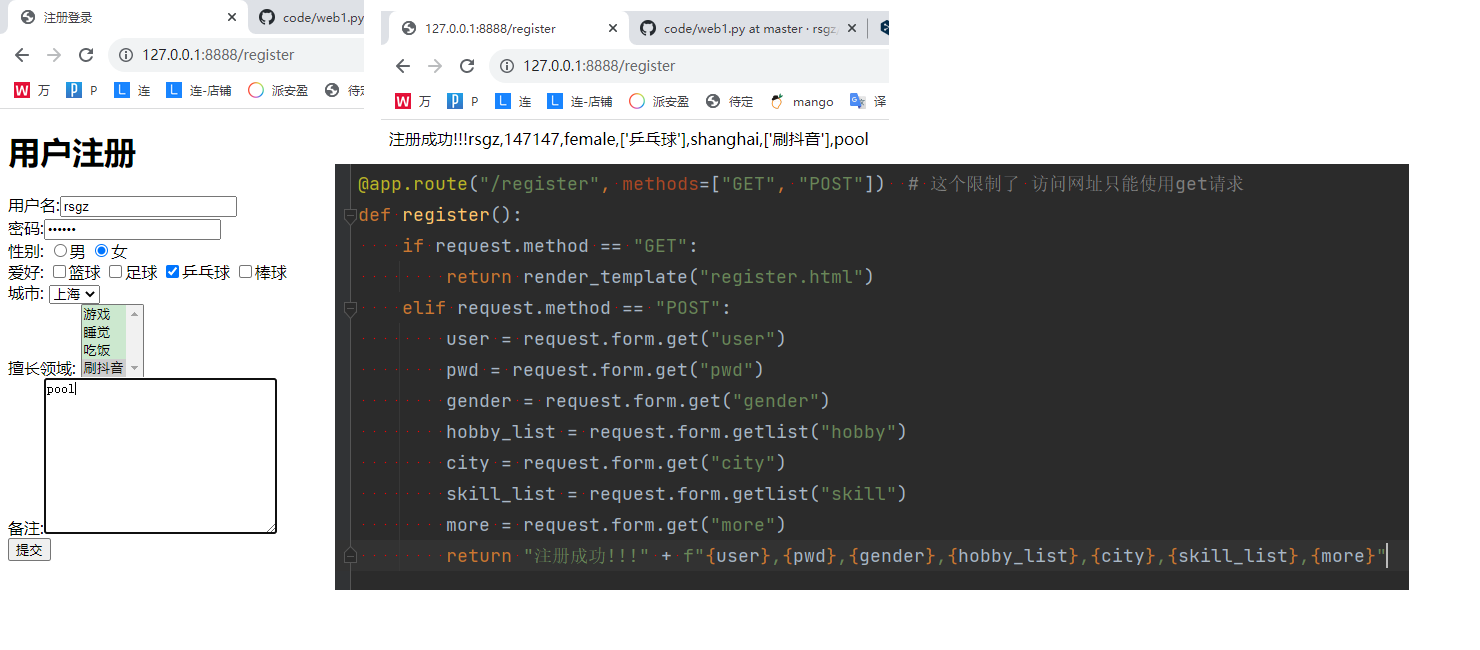 注册登录
code/web1.py
127.0.0.1:8888/register
万 P 连 连-店铺 派安盈
用户注册
用户名: rsgz
密码: ••••••
性别: 男 女
爱好: 篮球 足球 乒乓球 棒球
城市: 上海
游戏
睡觉
吃饭
擅长领域: 刷抖音
pool
备注:
提交
127.0.0.1:8888/register
code/web1.py at master · rsgz
127.0.0.1:8888/register
万 P 连 连-店铺 派安盈 待定 mango 译
注册成功!!!rsgz,147147,female,['乒乓球'],shanghai,['刷抖音'],pool
@app.route("/register", methods=["GET", "POST"])  # 这个限制了 访问网址只能使用get请求
def register():
    if request.method == "GET":
        return render_template("register.html")
    elif request.method == "POST":
        user = request.form.get("user")
        pwd = request.form.get("pwd")
        gender = request.form.get("gender")
        hobby_list = request.form.getlist("hobby")
        city = request.form.get("city")
        skill_list = request.form.getlist("skill")
        more = request.form.get("more")
        return "注册成功!!!" + f"{user},{pwd},{gender},{hobby_list},{city},{skill_list},{more}"